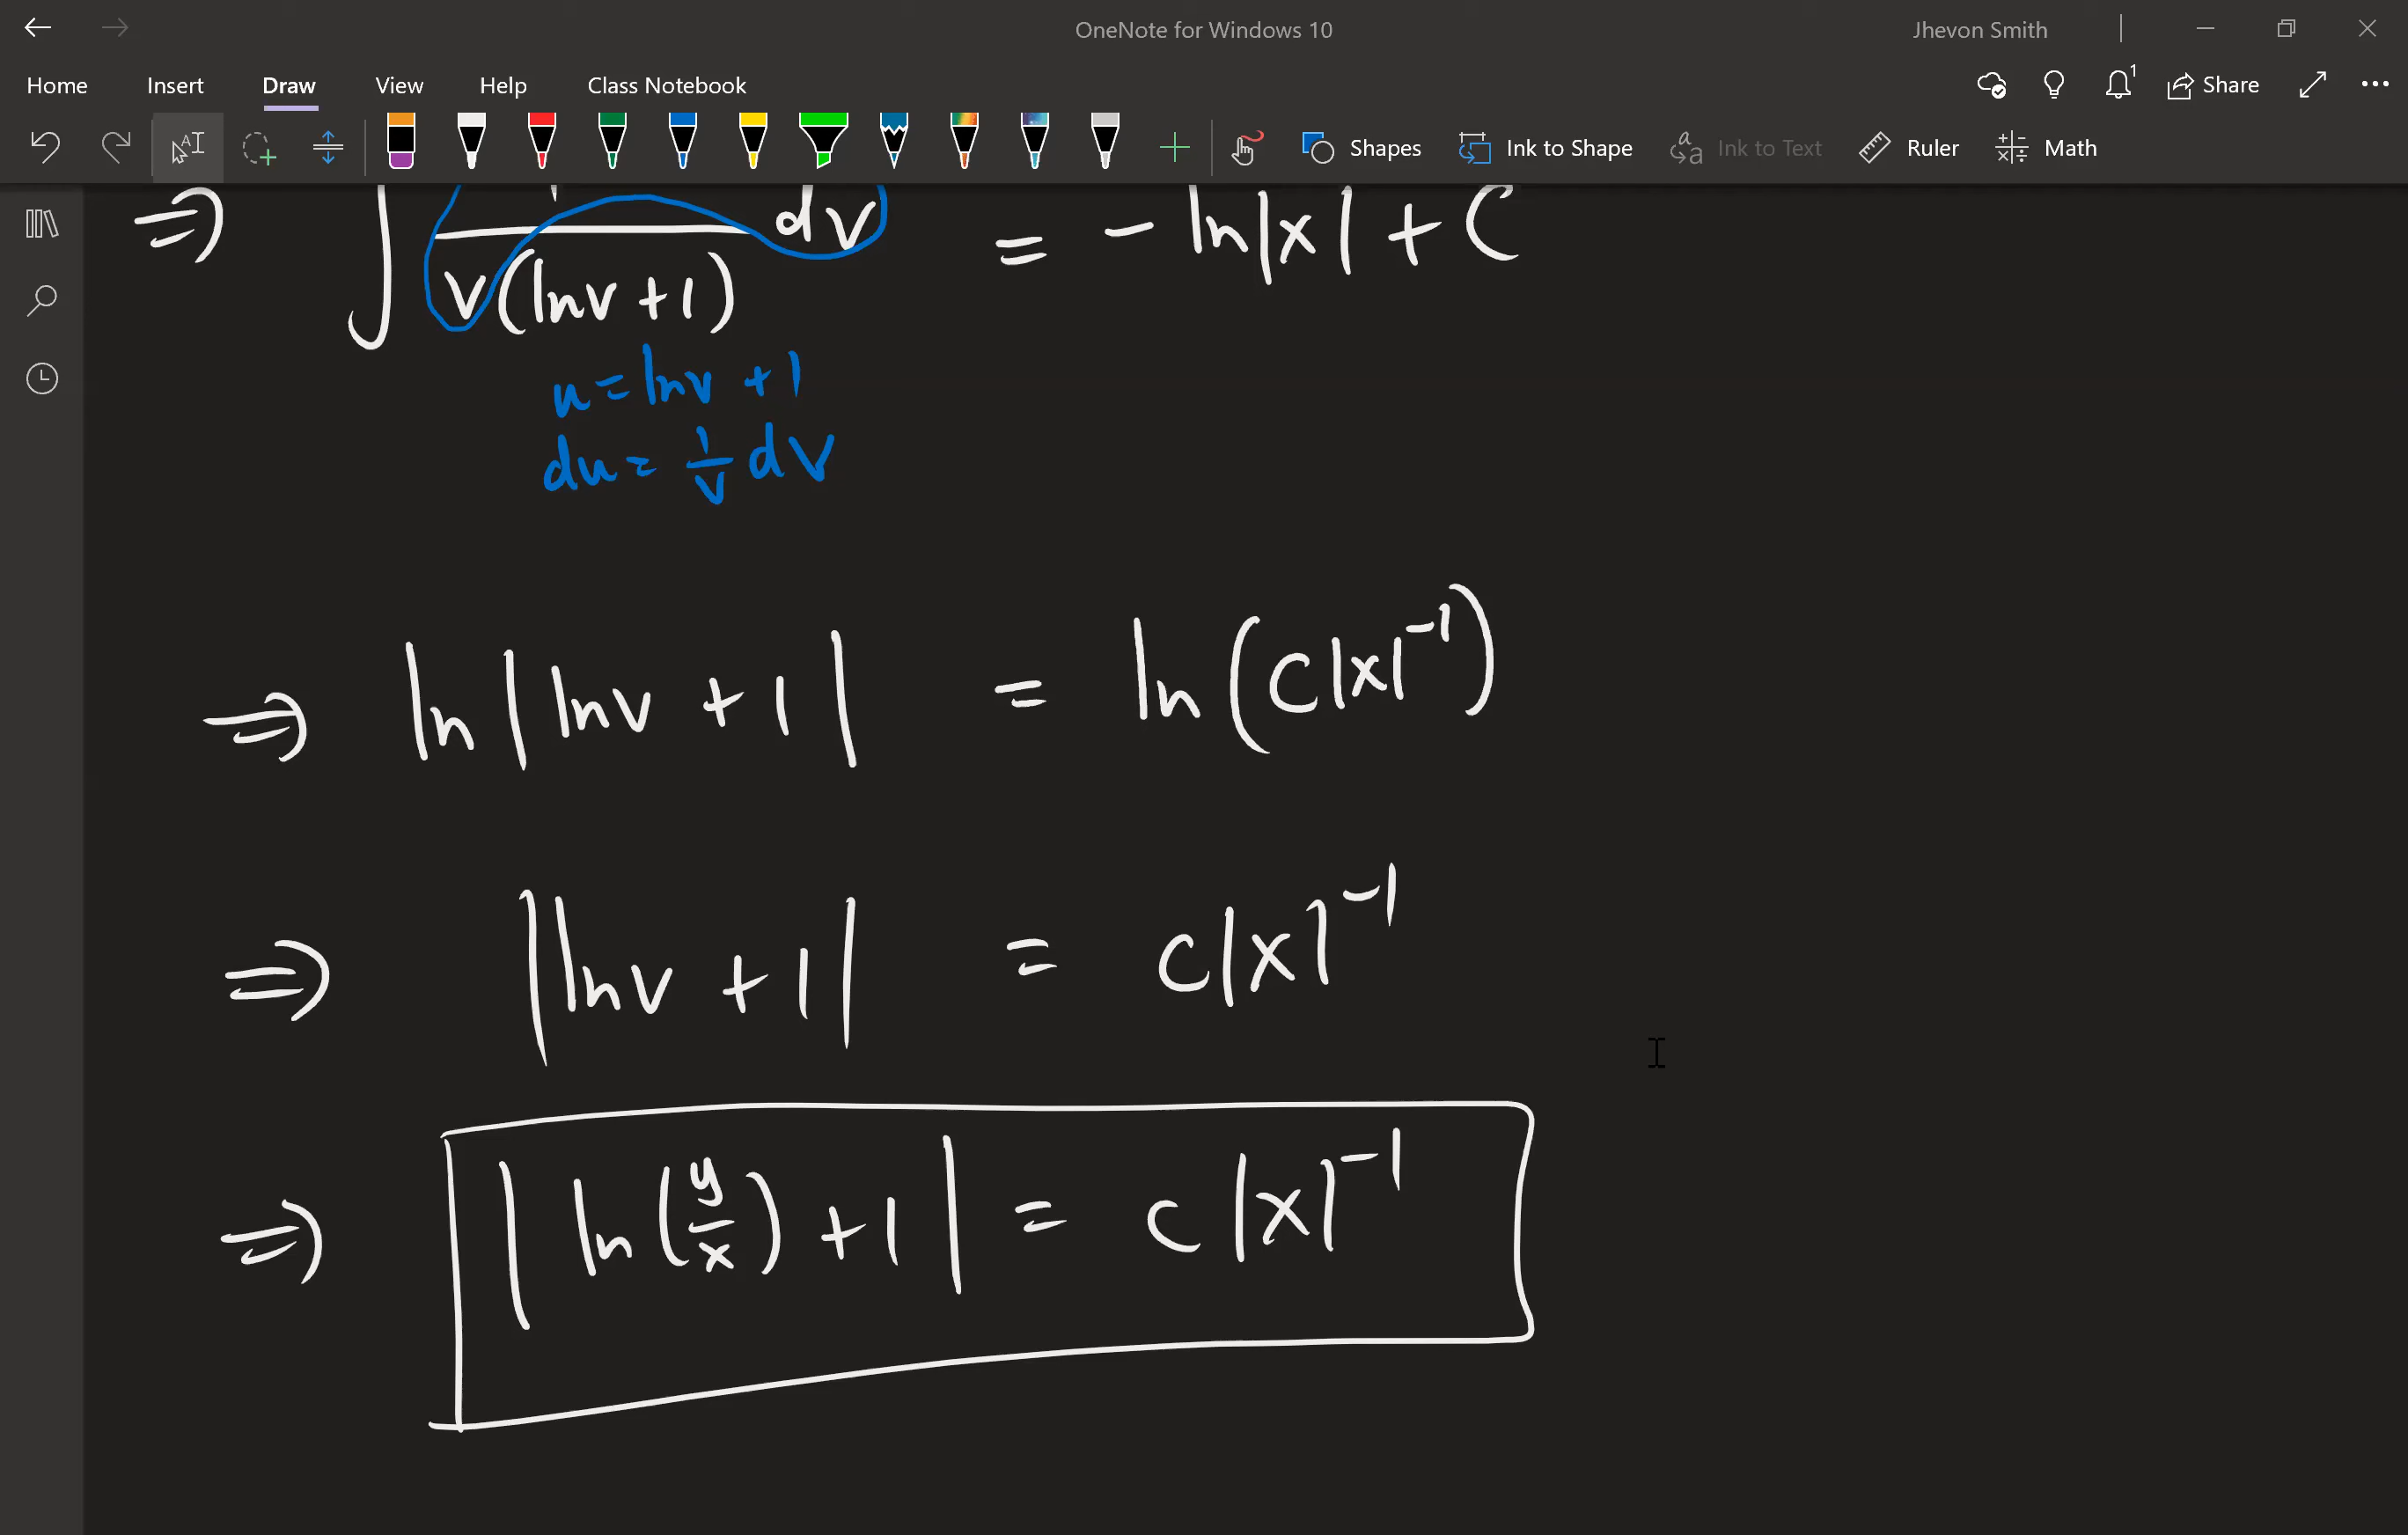 OneNote for Windows 10 Jhevon Smith
Home Insert Draw View Help Class Notebook 1 Share
Shapes Ink to Shape Ink to Text Ruler Math
⇒ ∫ 1/(v(lnv + 1)) dv = - ln|x| + C
u = lnv + 1
du = 1/v dv
⇒ ln|lnv + 1| = ln(c|x|⁻¹)
⇒ |lnv + 1| = c|x|⁻¹
⇒ |ln(y/x) + 1| = c|x|⁻¹